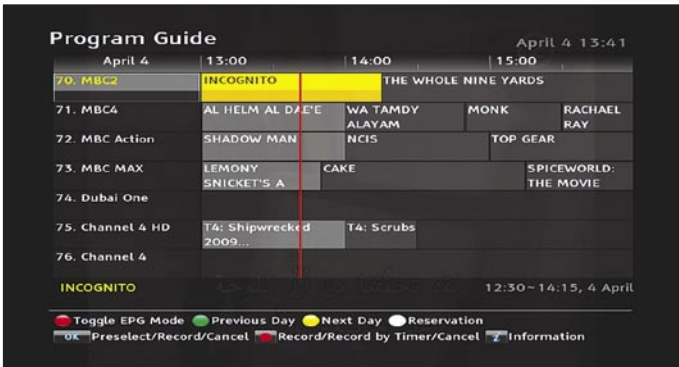 Program Guide
April 4 13:41
April 4 13:00 14:00 15:00
70. MBC2 INCOGNITO THE WHOLE NINE YARDS
71. MBC4 AL HELM AL DAE'E WA TAMDY ALAYAM MONK RACHAEL RAY
72. MBC Action SHADOW MAN NCIS TOP GEAR
73. MBC MAX LEMONY SNICKET'S A CAKE SPICEWORLD: THE MOVIE
74. Dubai One
75. Channel 4 HD T4: Shipwrecked 2009... T4: Scrubs
76. Channel 4
INCOGNITO 12:30~14:15, 4 April
Toggle EPG Mode Previous Day Next Day Reservation
OK Preselect/Record/Cancel Record/Record by Timer/Cancel i Information